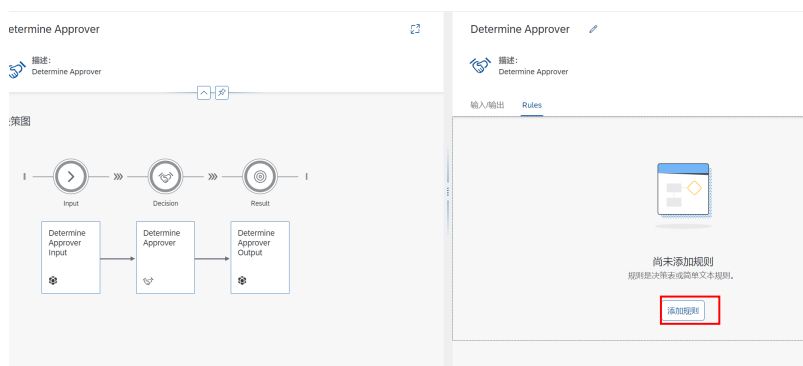 etermine Approver
描述:
Determine Approver
策图
Input
Decision
Result
Determine
Approver
Input
Determine
Approver
Determine
Approver
Output
Determine Approver
描述:
Determine Approver
输入/输出 Rules
尚未添加规则
规则是决策表或简单文本规则。
添加规则